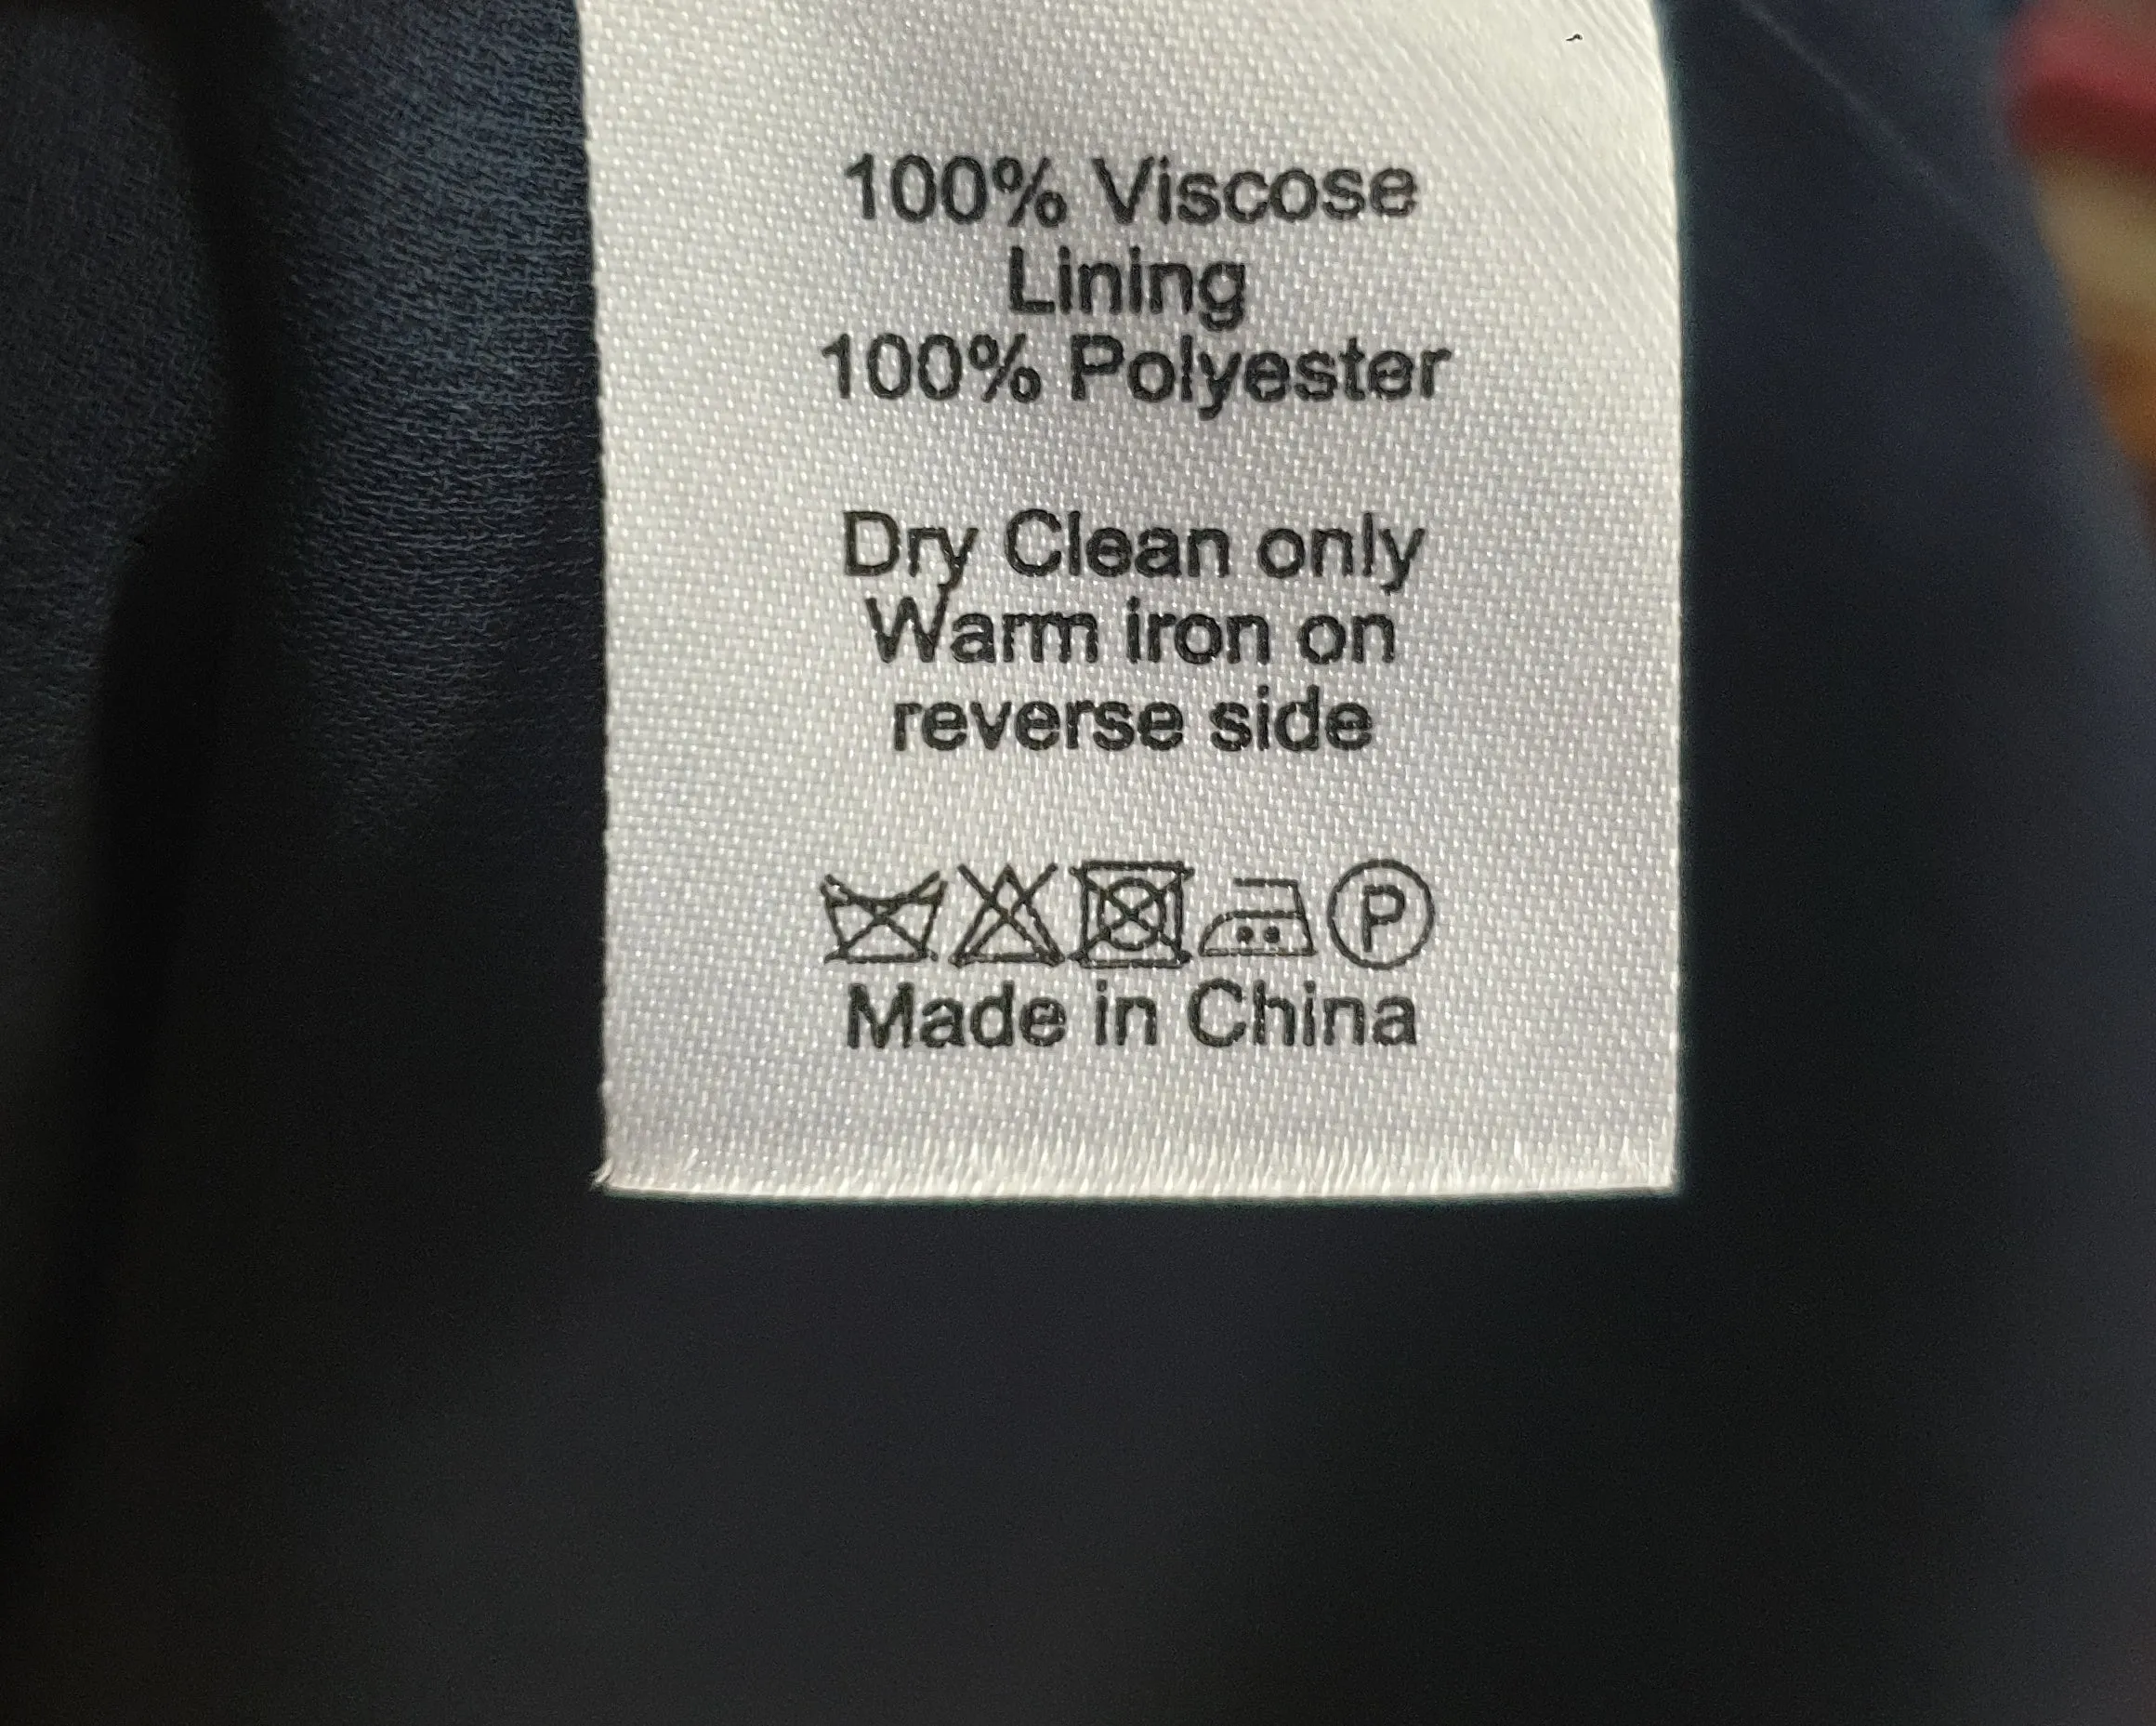 100% Viscose
Lining
100% Polyester
Dry Clean only
Warm iron on
reverse side
P
Made in China